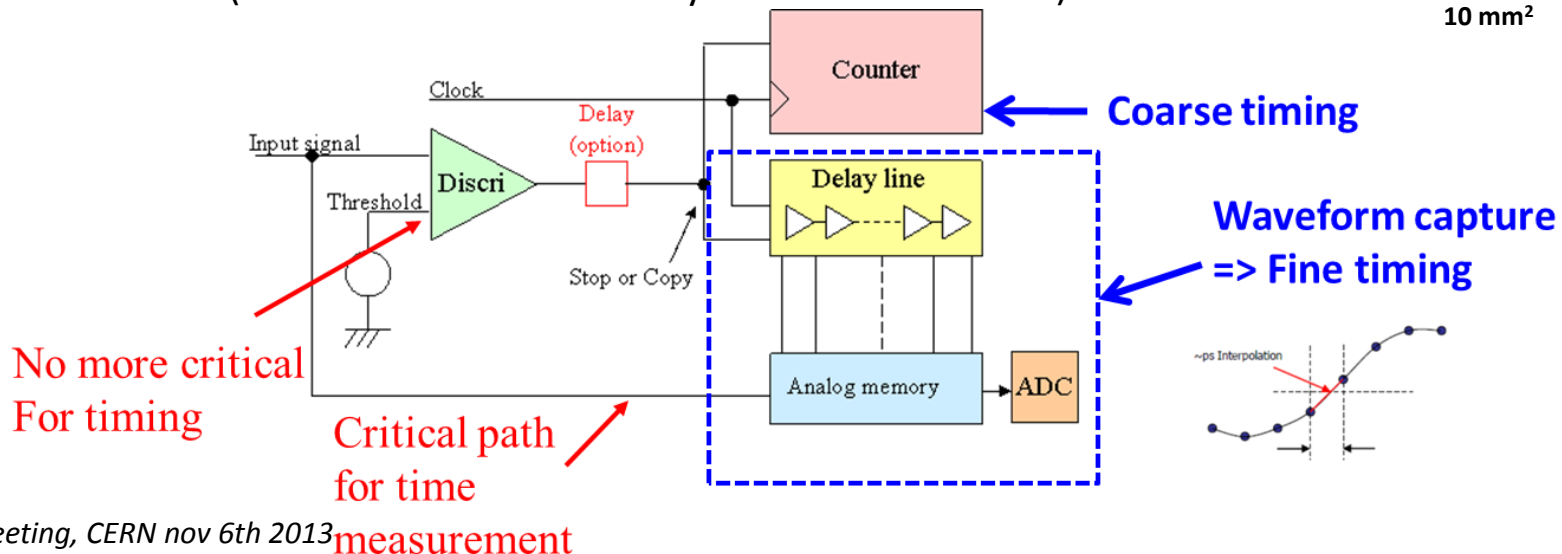 10 mm²
Counter
Clock
Delay
(option)
Coarse timing
Input signal
Discri
Delay line
Threshold
Waveform capture
=> Fine timing
Stop or Copy
~ps Interpolation
No more critical
For timing
Analog memory
ADC
Critical path
for time
measurement
CERN nov 6th 2013